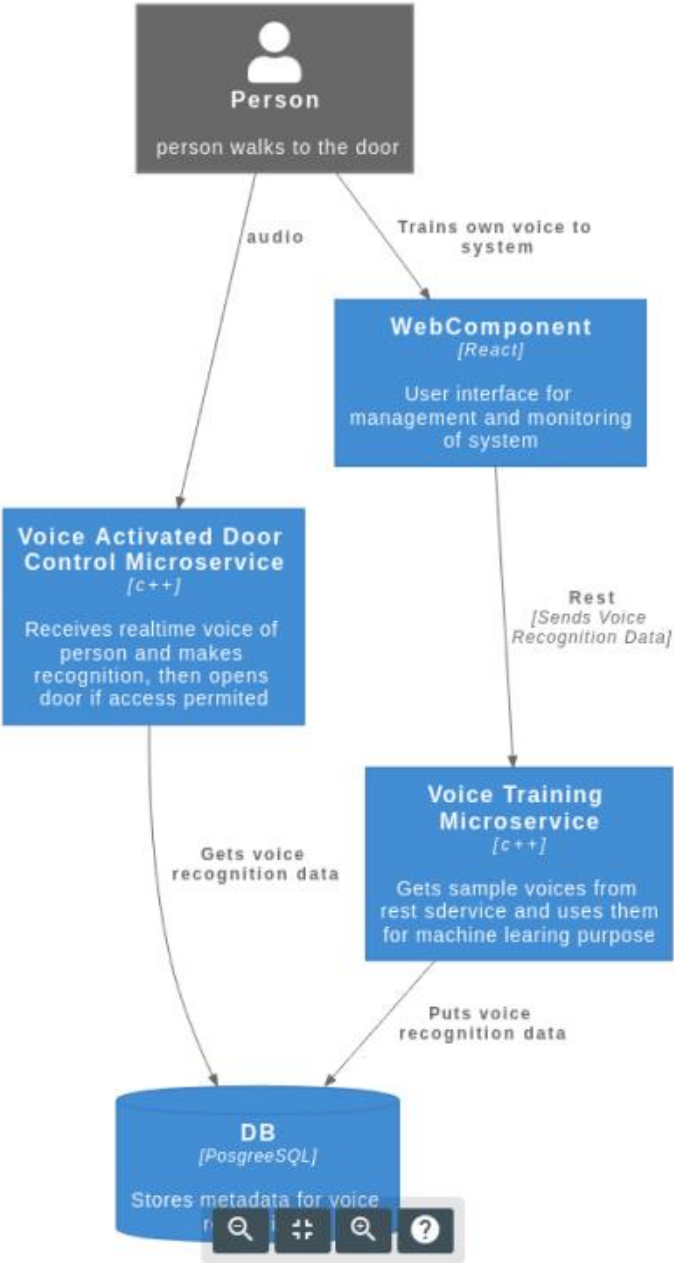 Person
person walks to the door
audio
Trains own voice to
system
WebComponent
[React]
User interface for
management and monitoring
of system
Voice Activated Door
Control Microservice
[c++]
Receives realtime voice of
person and makes
recognition, then opens
door if access permited
Rest
[Sends Voice
Recognition Data]
Voice Training
Microservice
[c++]
Gets sample voices from
rest sdervice and uses them
for machine learing purpose
Gets voice
recognition data
Puts voice
recognition data
DB
[PosgreeSQL]
Stores metadata for voice
?